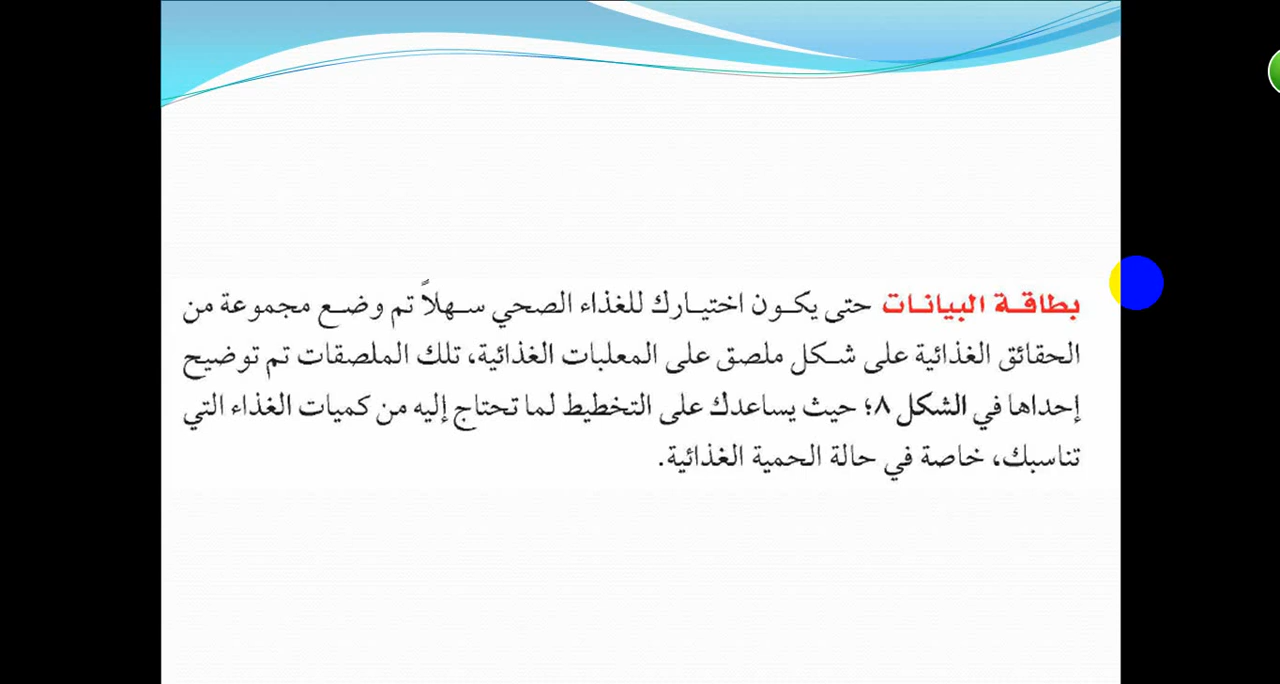 بطاقة البيانات حتى يكون اختيارك للغذاء الصحي سهلاً تم وضع مجموعة من
الحقائق الغذائية على شكل ملصق على المعلبات الغذائية، تلك الملصقات تم توضيح
إحداها في الشكل ٨؛ حيث يساعدك على التخطيط لما تحتاج إليه من كميات الغذاء التي
تناسبك، خاصة في حالة الحمية الغذائية.